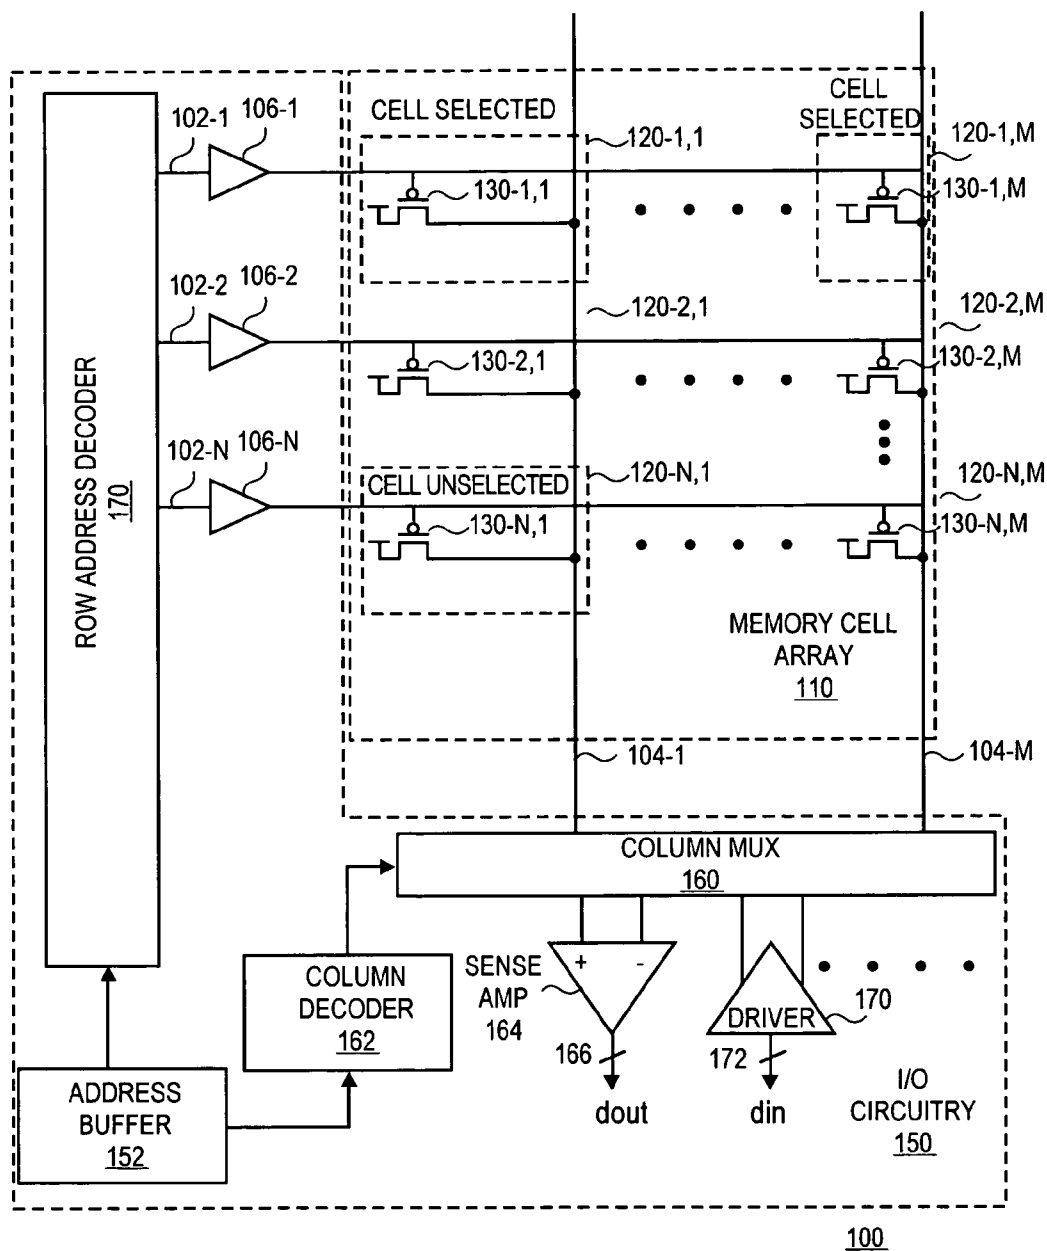 CELL SELECTED
CELL
SELECTED
102-1
106-1
120-1,1
120-1,M
130-1,1
130-1,M
102-2
106-2
120-2,1
120-2,M
130-2,1
130-2,M
ROW ADDRESS DECODER
170
102-N
106-N
CELL UNSELECTED
120-N,1
120-N,M
130-N,1
130-N,M
MEMORY CELL
ARRAY
110
104-1
104-M
COLUMN MUX
160
COLUMN
DECODER
162
SENSE
AMP
164
+ -
DRIVER
170
166
172
dout
din
ADDRESS
BUFFER
152
I/O
CIRCUITRY
150
100